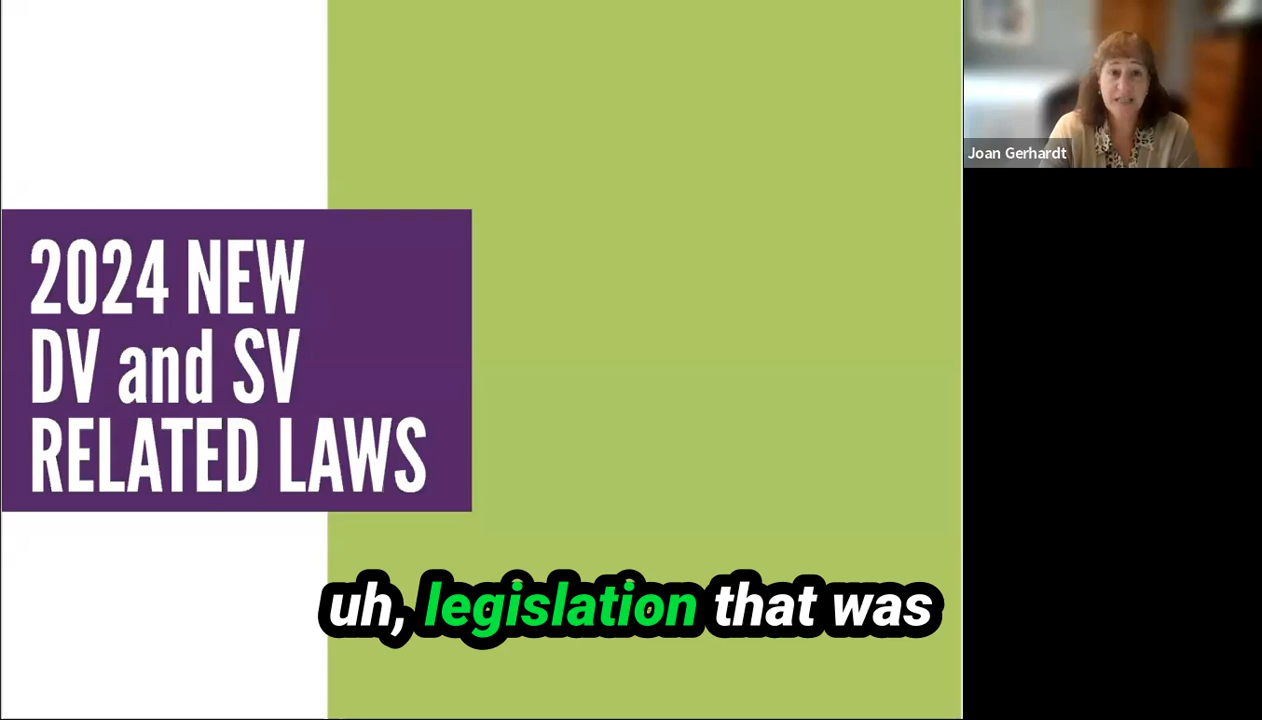 2024 NEW
DV and SV
RELATED LAWS
Joan Gerhardt
uh, legislation that was